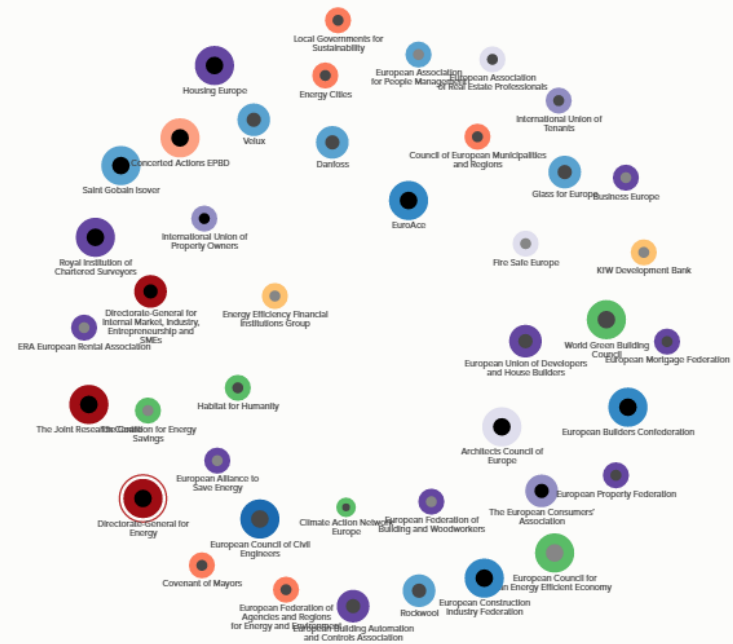 Local Governments for
Sustainability
European Association
for People Management
European Association
of Real Estate Professionals
Housing Europe
Energy Cities
International Union of
Tenants
Velux
Concerted Actions EPBD
Danfoss
Council of European Municipalities
and Regions
Saint Gobain Isover
Glass for Europe
Business Europe
EuroAce
International Union of
Property Owners
Royal Institution of
Chartered Surveyors
Fire Safe Europe
KfW Development Bank
Directorate-General for
Internal Market, Industry,
Entrepreneurship and
SMEs
Energy Efficiency Financial
Institutions Group
ERA European Rental Association
World Green Building
Council
European Mortgage Federation
European Union of Developers
and House Builders
Habitat for Humanity
The Joint Research Centre
The Coalition for Energy
Savings
European Builders Confederation
Architects Council of
Europe
European Alliance to
Save Energy
European Property Federation
The European Consumers'
Association
Directorate-General for
Energy
European Council of Civil
Engineers
Climate Action Network
Europe
European Federation of
Building and Woodworkers
Covenant of Mayors
European Council for
an Energy Efficient Economy
European Federation of
Agencies and Regions
for Energy and Environment
European Building Automation
and Controls Association
Rockwool
European Construction
Industry Federation